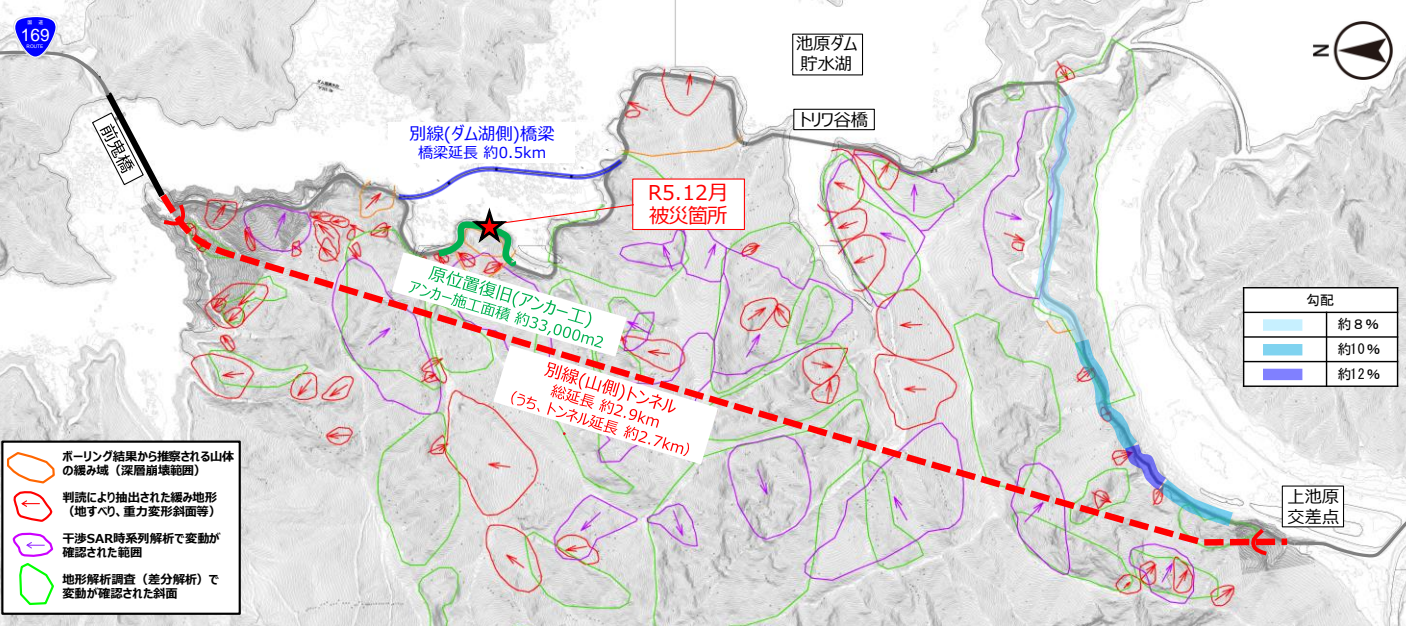 国道
169
ROUTE
前鬼橋
別線(ダム湖側)橋梁
橋梁延長 約0.5km
池原ダム
貯水湖
トリワ谷橋
N
R5.12月
被災箇所
原位置復旧(アンカー工)
アンカー施工面積 約33,000m2
別線(山側)トンネル
総延長 約2.9km
(うち、トンネル延長 約2.7km)
勾配
約8%
約10%
約12%
上池原
交差点
ボーリング結果から推察される山体
の緩み域（深層崩壊範囲）
判読により抽出された緩み地形
（地すべり、重力変形斜面等）
干渉SAR時系列解析で変動が
確認された範囲
地形解析調査（差分解析）で
変動が確認された斜面